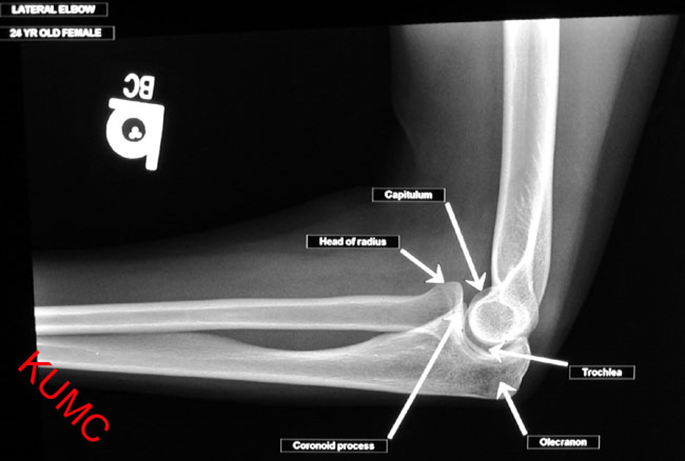 LATERAL ELBOW
24 YR OLD FEMALE
BC
Capitulum
Head of radius
Trochlea
Coronoid process
Olecranon
KUMC